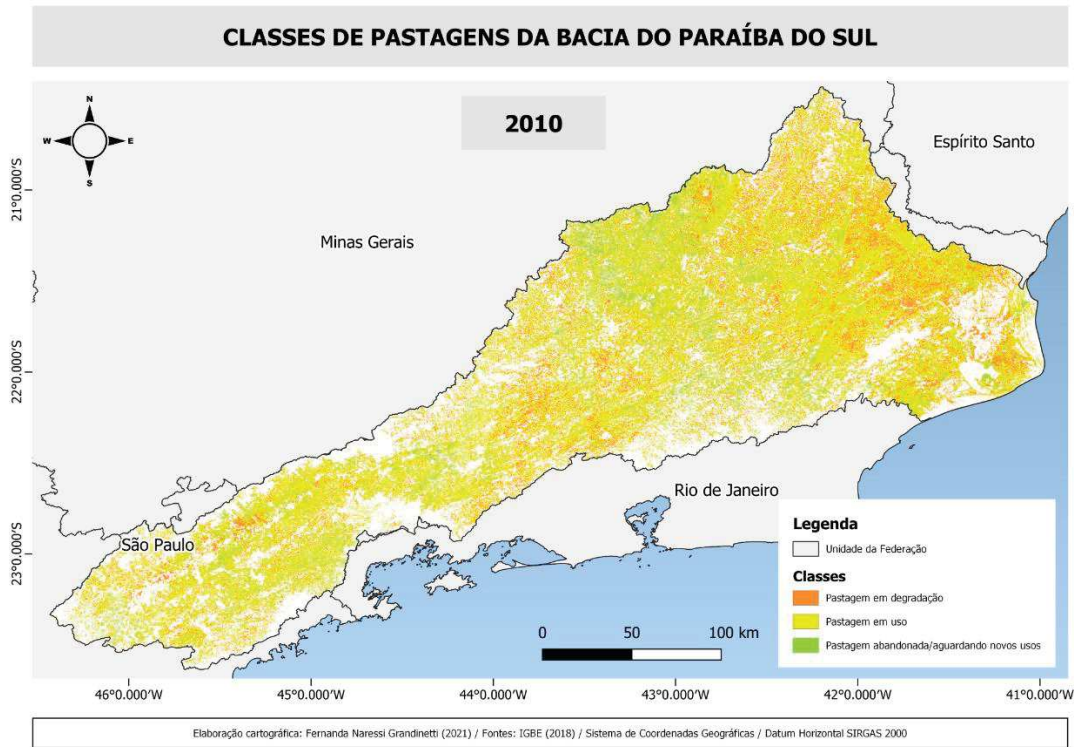 CLASSES DE PASTAGENS DA BACIA DO PARAÍBA DO SUL
2010
N
W
E
S
Espírito Santo
Minas Gerais
Rio de Janeiro
São Paulo
21°0.000'S
22°0.000'S
23°0.000'S
Legenda
Unidade da Federação
Classes
Pastagem em degradação
Pastagem em uso
Pastagem abandonada/aguardando novos usos
0 50 100 km
46°0.000'W 45°0.000'W 44°0.000'W 43°0.000'W 42°0.000'W 41°0.000'W
Elaboração cartográfica: Fernanda Naressi Grandinetti (2021) / Fontes: IGBE (2018) / Sistema de Coordenadas Geográficas / Datum Horizontal SIRGAS 2000